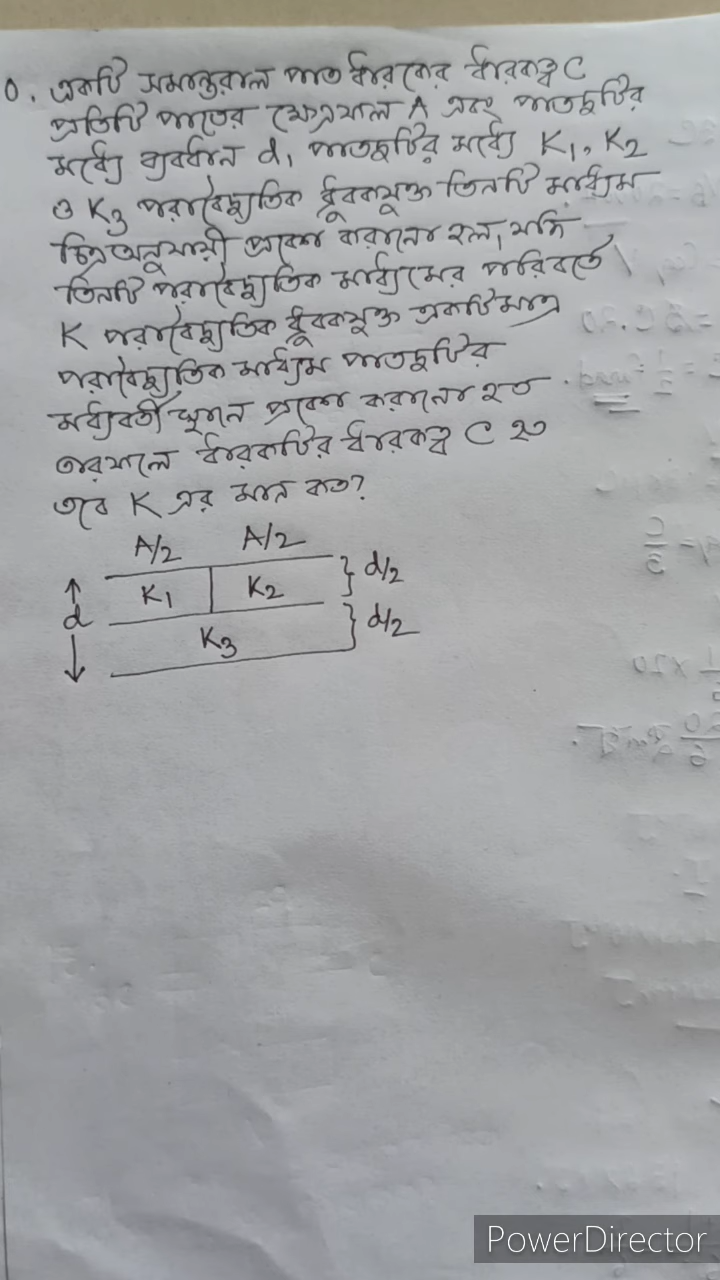 0. একটি সমান্তরাল পাত ধারকের ধারকত্ব C
প্রতিটি পাতের ক্ষেত্রফল A এবং পাতদুটির
মধ্যে ব্যবধান d, পাতদুটির মধ্যে K1, K2
ও K3 পরাবৈদ্যুতিক ধ্রুবকযুক্ত তিনটি মাধ্যম
চিত্র অনুযায়ী প্রবেশ করানো হল, যদি
তিনটি পরাবৈদ্যুতিক মাধ্যমের পরিবর্তে
K পরাবৈদ্যুতিক ধ্রুবকযুক্ত একটিমাত্র
পরাবৈদ্যুতিক মাধ্যম পাতদুটির
মধ্যবর্তী স্থানে প্রবেশ করানো হত
তারফলে ধারকটির ধারকত্ব C হত
তবে K এর মান কত?
A/2 A/2
K1 K2 d/2
d
K3 d/2
PowerDirector